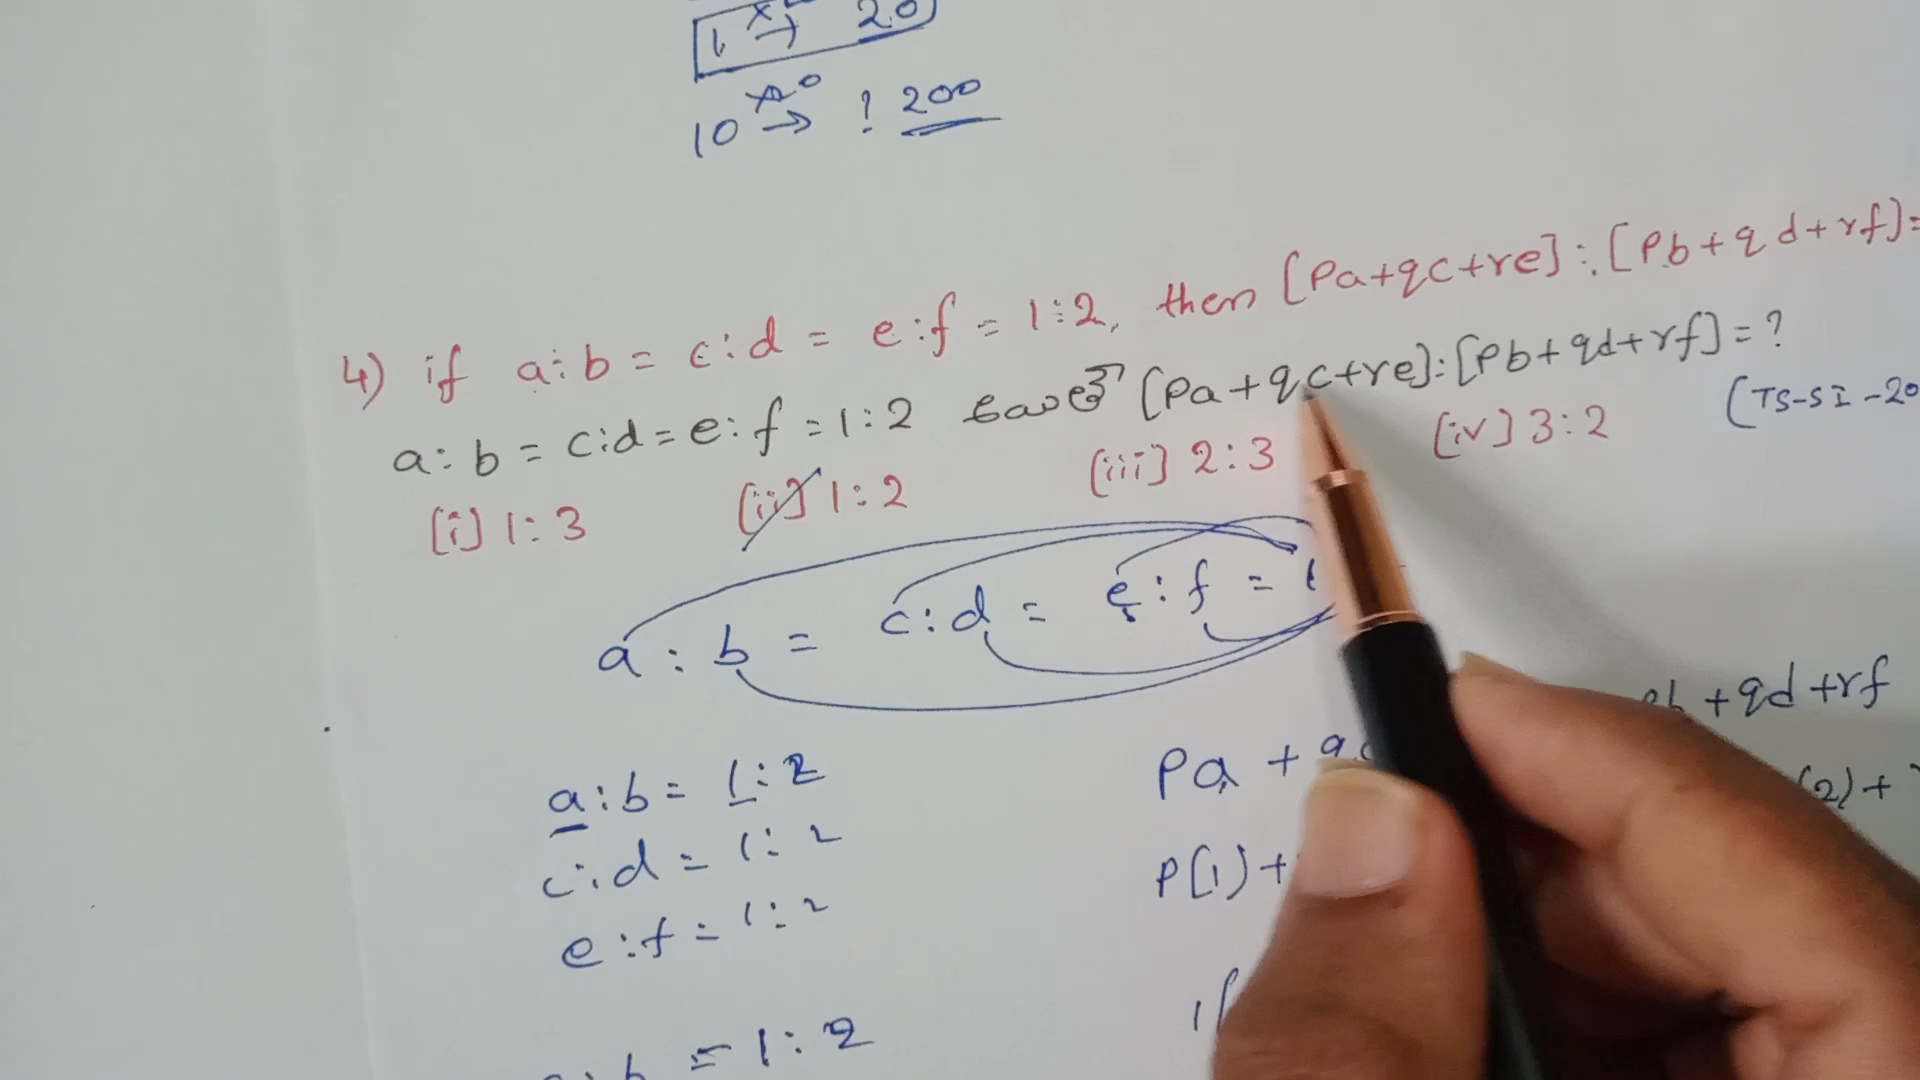 1 → 20
10 → ? 200
4) if a:b = c:d = e:f = 1:2, then [Pa+qc+re]:[Pb+qd+rf]=
a:b = c:d = e:f = 1:2 [Pa+qc+re]:[Pb+qd+rf]=?
[i] 1:3 [ii] 1:2 [iii] 2:3 [iv] 3:2 (TS-SI-20
a : b = c:d = e:f = 1
a:b = 1:2
Pa + qc
+qd+rf
c:d = 1:2
P(1)+
(2)+
e:f = 1:2
b = 1:2